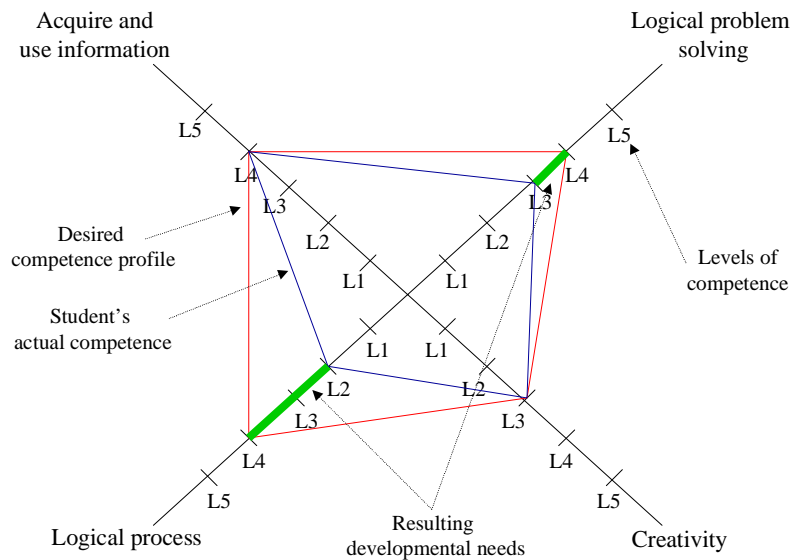 Acquire and
use information
Logical problem
solving
L5
L5
L4
L4
L3
L3
L2
L2
Desired
competence profile
L1
L1
Levels of
competence
Student's
actual competence
L1
L1
L2
L2
L3
L3
L4
L4
L5
L5
Logical process
Resulting
developmental needs
Creativity